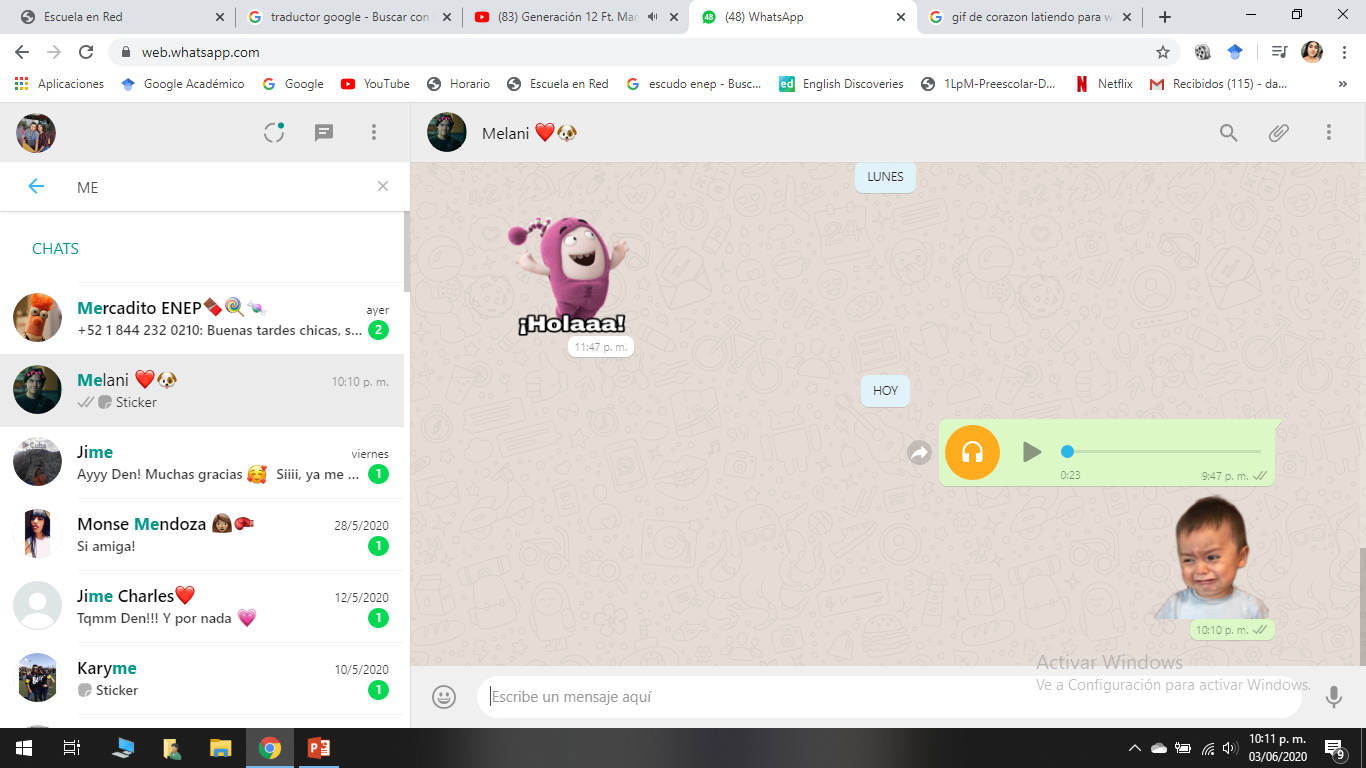 Escuela en Red
traductor google - Buscar con
(83) Generación 12 Ft. Mar
(48) WhatsApp
gif de corazon latiendo para w
web.whatsapp.com
Aplicaciones
Google Académico
Google
YouTube
Horario
Escuela en Red
escudo enep - Busc...
English Discoveries
1LpM-Preescolar-D...
Netflix
Recibidos (115) - da...
»
Melani ❤️🐶
ME
CHATS
Mercadito ENEP🍫🍭🍬
ayer
+52 1 844 232 0210: Buenas tardes chicas, s...
2
Melani ❤️🐶
10:10 p. m.
Sticker
Jime
viernes
Ayyy Den! Muchas gracias 🥰 Siiii, ya me ...
1
Monse Mendoza 👩🏽🥊
28/5/2020
Si amiga!
1
Jime Charles❤️
12/5/2020
Tqmm Den!!! Y por nada 💗
1
Karyme
10/5/2020
Sticker
1
LUNES
¡Holaaa!
11:47 p. m.
HOY
0:23
9:47 p. m.
10:10 p. m.
Activar Windows
Ve a Configuración para activar Windows.
Escribe un mensaje aquí
10:11 p. m.
03/06/2020
9